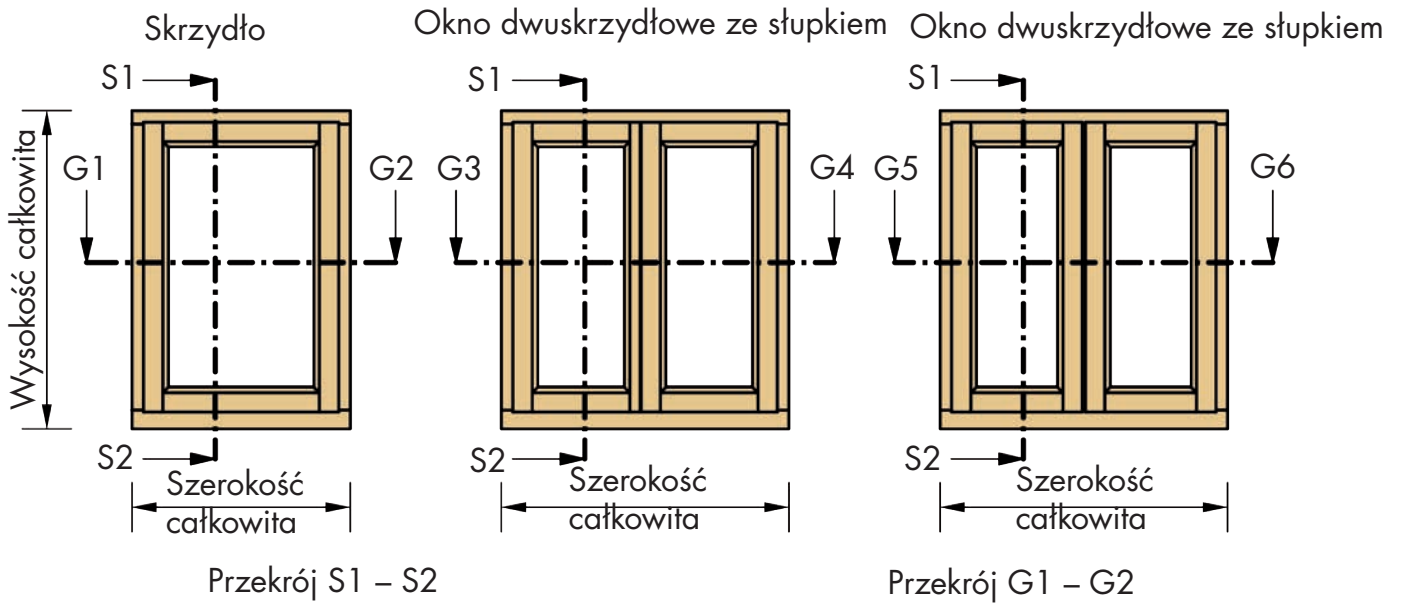 Skrzydło
Okno dwuskrzydłowe ze słupkiem
Okno dwuskrzydłowe ze słupkiem
S1
S1
S1
Wysokość całkowita
G1
G2
G3
G4
G5
G6
S2
S2
S2
Szerokość
całkowita
Szerokość
całkowita
Szerokość
całkowita
Przekrój S1 – S2
Przekrój G1 – G2